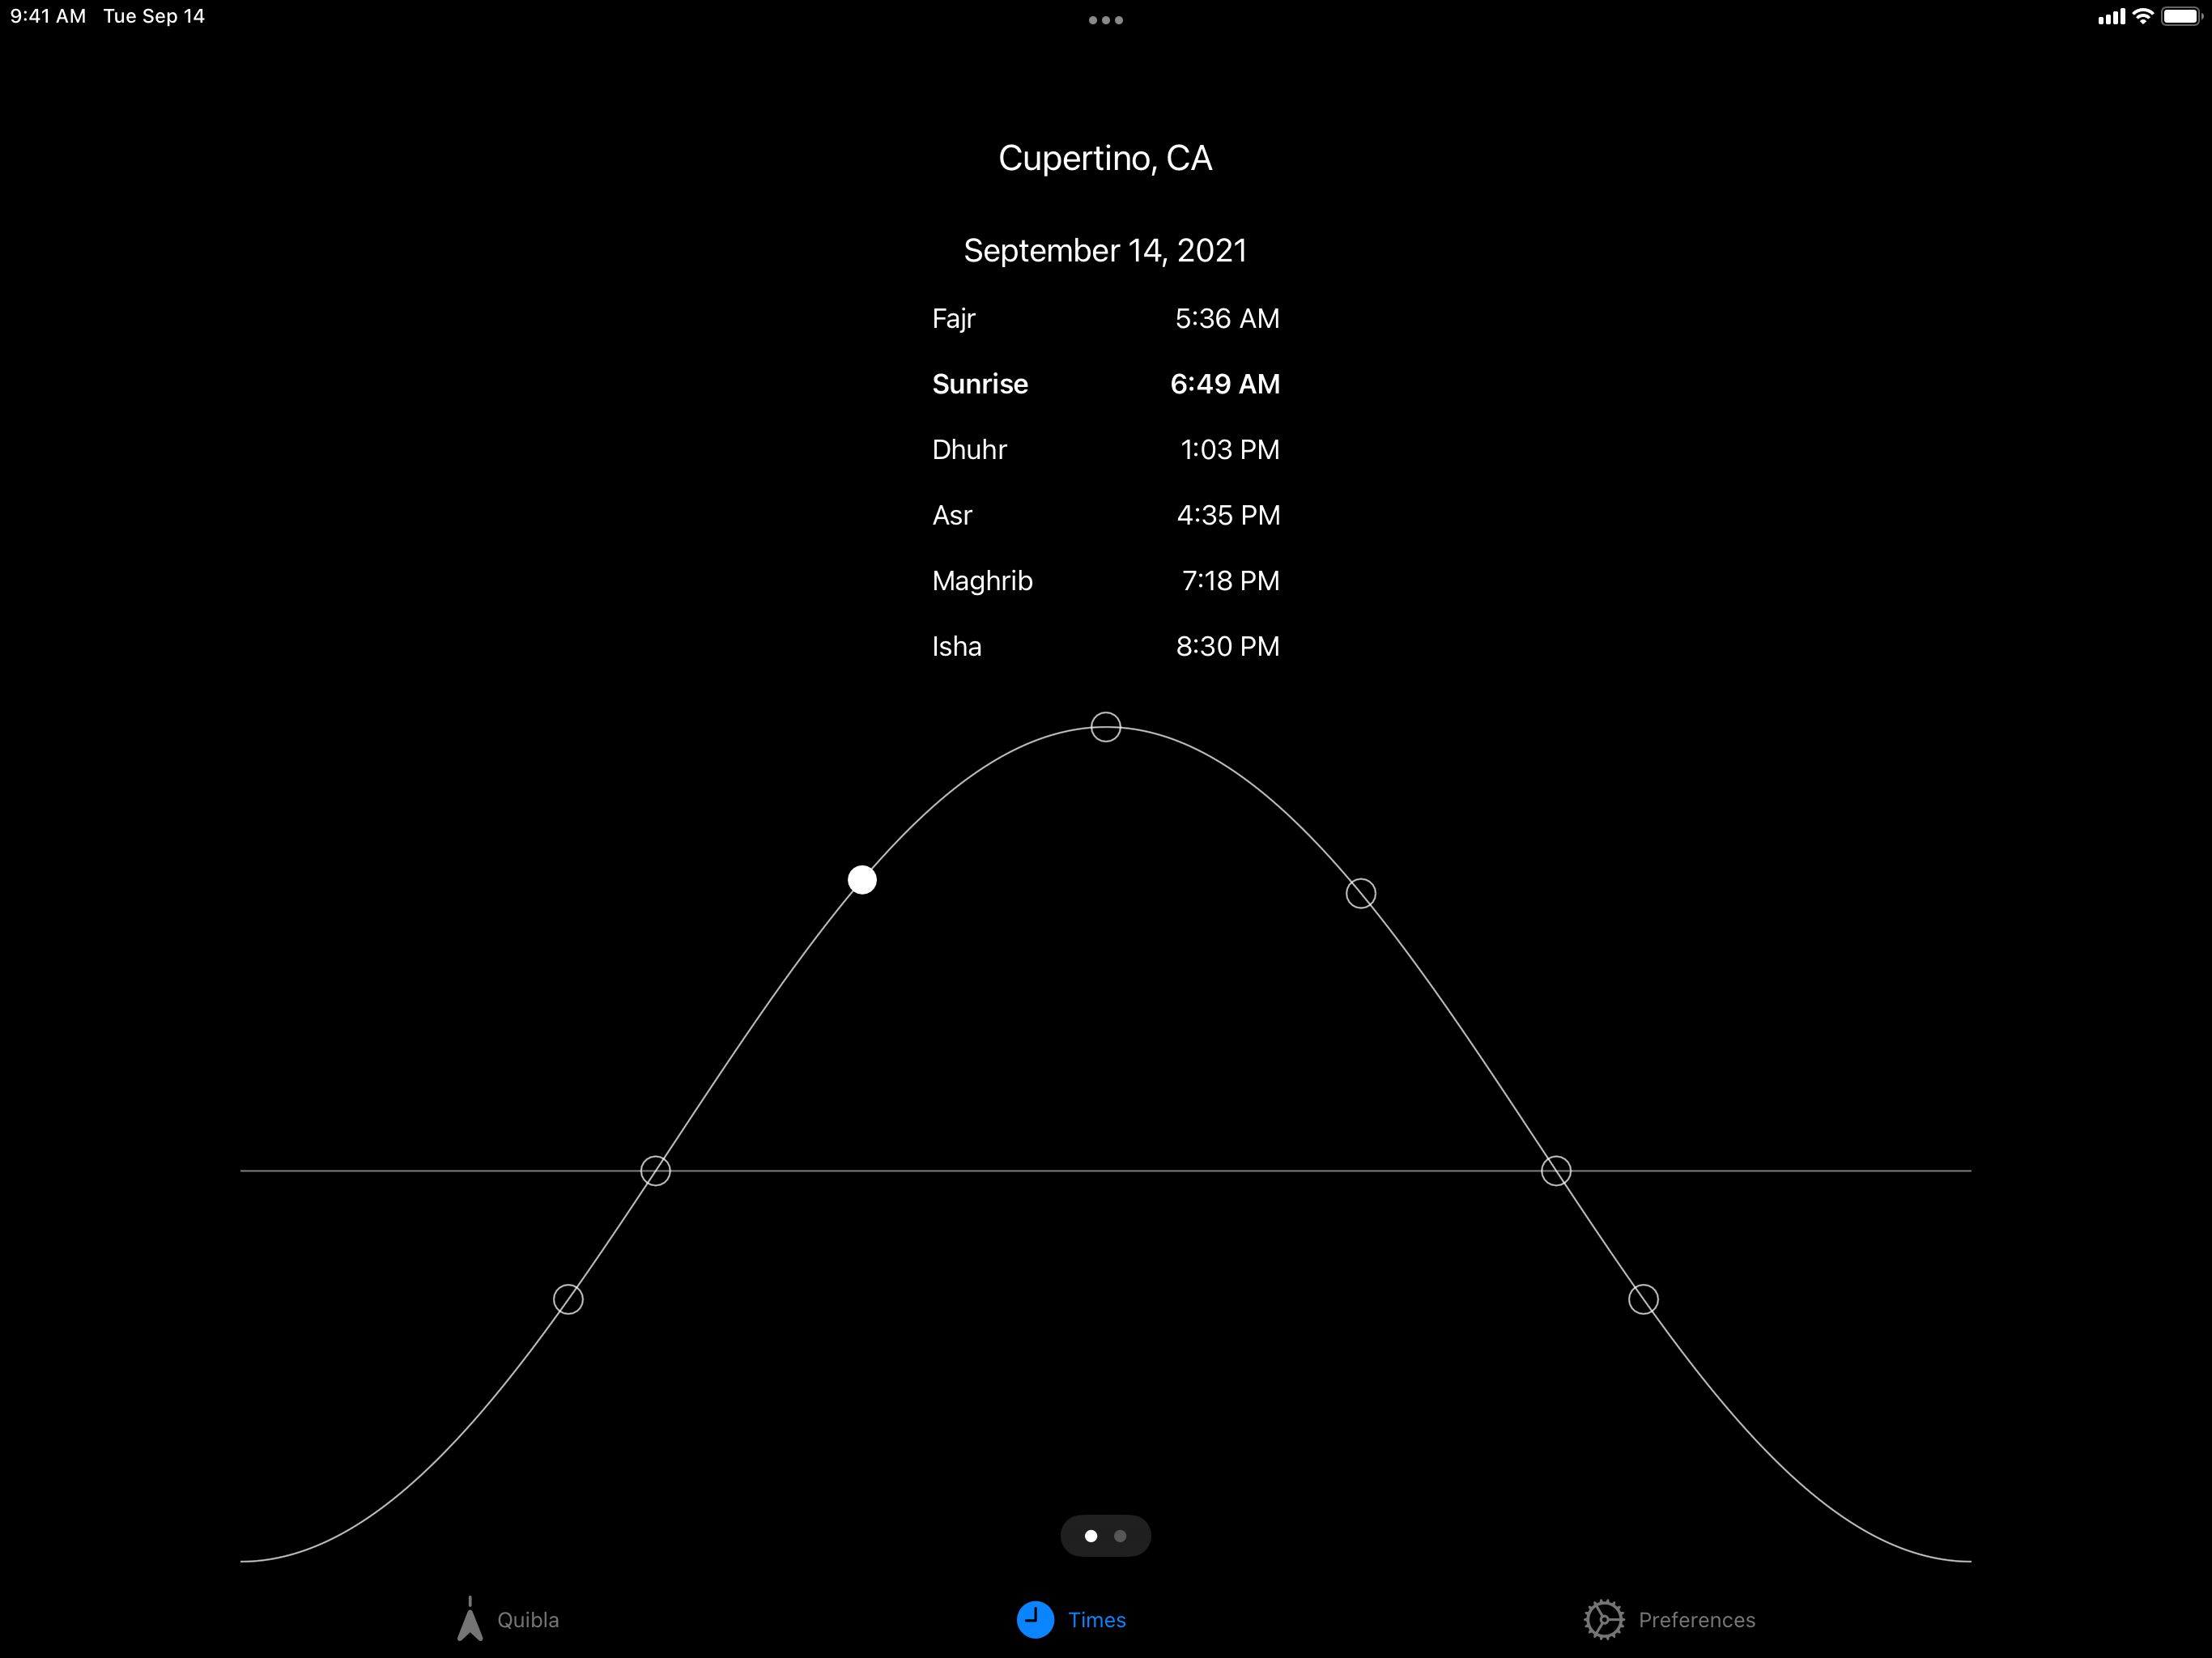 9:41 AM Tue Sep 14
Cupertino, CA
September 14, 2021
Fajr 5:36 AM
Sunrise 6:49 AM
Dhuhr 1:03 PM
Asr 4:35 PM
Maghrib 7:18 PM
Isha 8:30 PM
Quibla Times Preferences